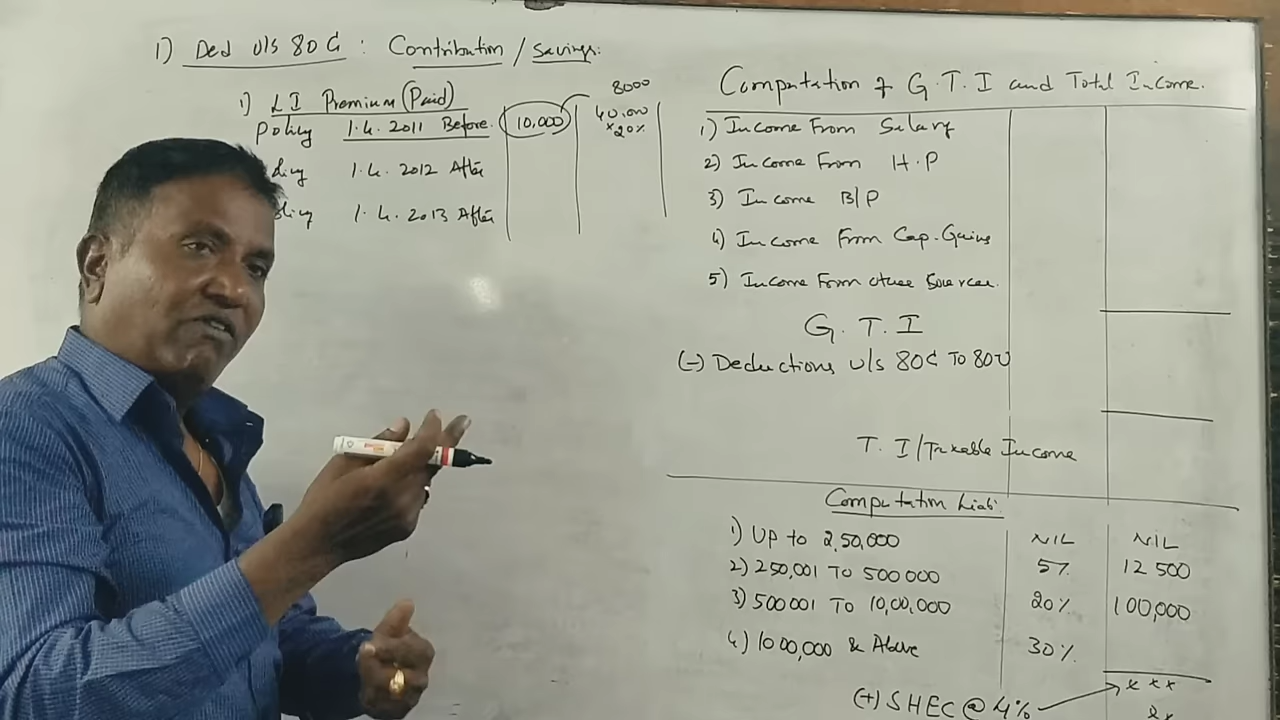 1) Ded U/s 80 C : Contribution / Savings:
1) LI Premium (Paid)
Policy 1.4.2011 Before 10,000 8000
40,000
x20%
1.4.2012 After
1.4.2013 After
Computation of G.T.I and Total Income.
1) Income From Salary
2) Income From H.P
3) Income B/P
4) Income From Cap. Gains
5) Income From other Sources.
G. T. I
(-) Deductions U/s 80C To 80U
T. I/Taxable Income
Computation Liab:
1) Up to 2,50,000 NIL NIL
2) 250,001 TO 500000 5% 12500
3) 500001 TO 10,00,000 20% 100,000
4) 1000,000 & Above 30%
x x x
(+) SHEC @ 4%